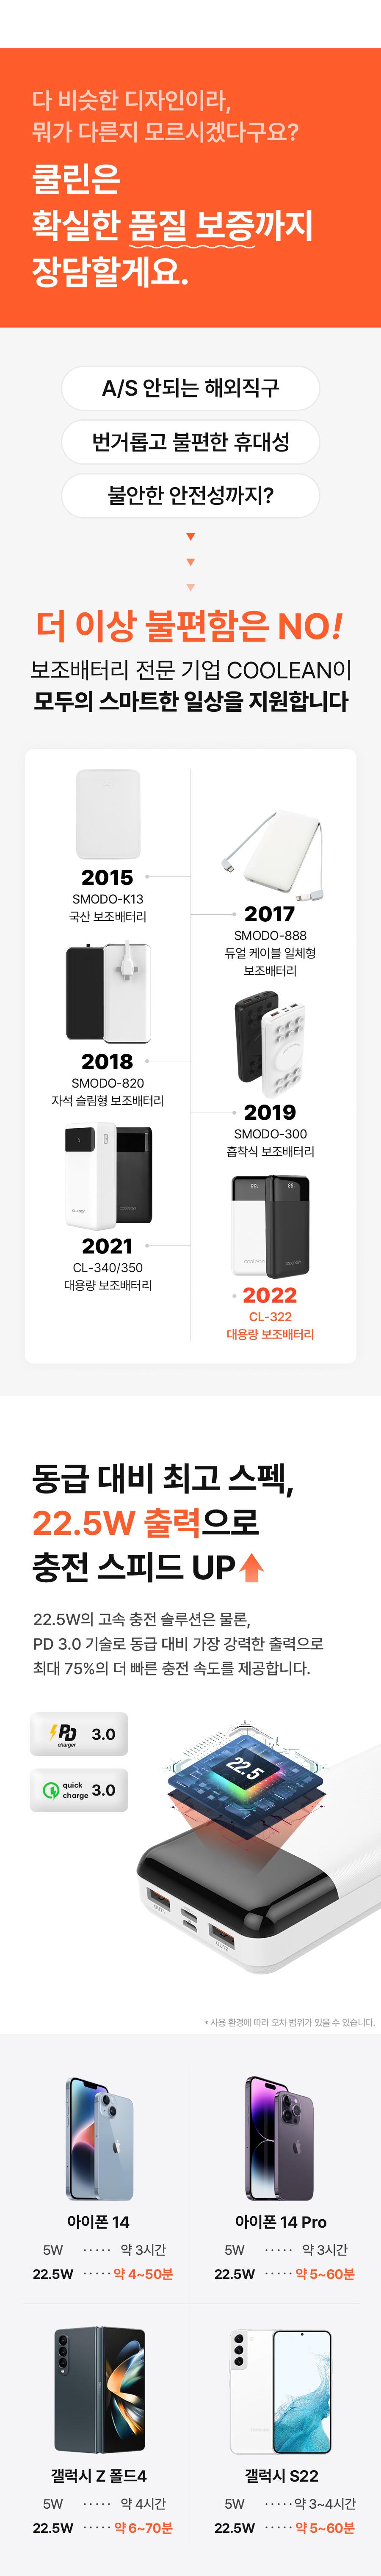 다 비슷한 디자인이라,
뭐가 다른지 모르시겠다구요?
쿨린은
확실한 품질 보증까지
장담할게요.
A/S 안되는 해외직구
번거롭고 불편한 휴대성
불안한 안전성까지?
더 이상 불편함은 NO!
보조배터리 전문 기업 COOLEAN이
모두의 스마트한 일상을 지원합니다
2015
SMODO-K13
국산 보조배터리
2017
SMODO-888
듀얼 케이블 일체형
보조배터리
2018
SMODO-820
자석 슬림형 보조배터리
2019
SMODO-300
흡착식 보조배터리
2021
CL-340/350
대용량 보조배터리
2022
CL-322
대용량 보조배터리
동급 대비 최고 스펙,
22.5W 출력으로
충전 스피드 UP
22.5W의 고속 충전 솔루션은 물론,
PD 3.0 기술로 동급 대비 가장 강력한 출력으로
최대 75%의 더 빠른 충전 속도를 제공합니다.
PD charger 3.0
quick charge 3.0
22.5
OUT1
OUT2
* 사용 환경에 따라 오차 범위가 있을 수 있습니다.
아이폰 14
5W ····· 약 3시간
22.5W ····· 약 4~50분
아이폰 14 Pro
5W ····· 약 3시간
22.5W ····· 약 5~60분
갤럭시 Z 폴드4
5W ····· 약 4시간
22.5W ····· 약 6~70분
갤럭시 S22
5W ····· 약 3~4시간
22.5W ····· 약 5~60분